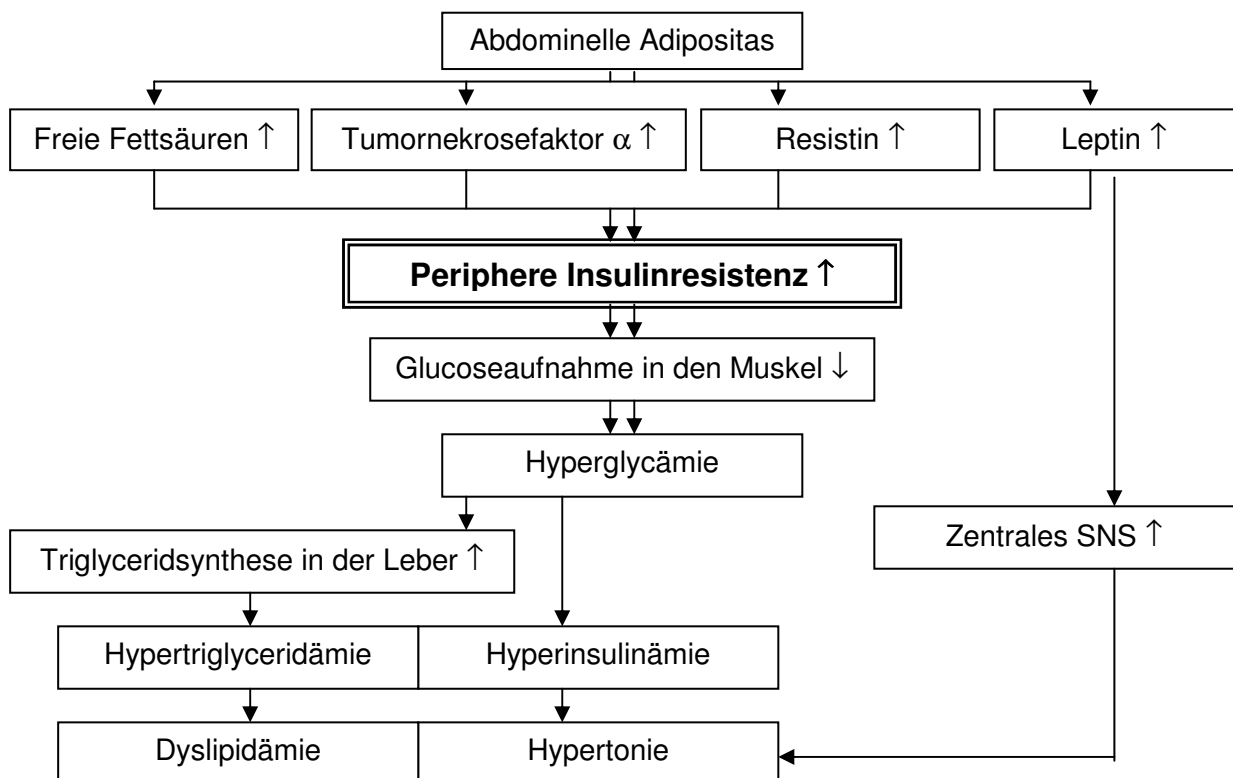 Abdominelle Adipositas
Freie Fettsäuren ↑
Tumornekrosefaktor α ↑
Resistin ↑
Leptin ↑
Periphere Insulinresistenz ↑
Glucoseaufnahme in den Muskel ↓
Hyperglycämie
Zentrales SNS ↑
Triglyceridsynthese in der Leber ↑
Hypertriglyceridämie
Hyperinsulinämie
Dyslipidämie
Hypertonie